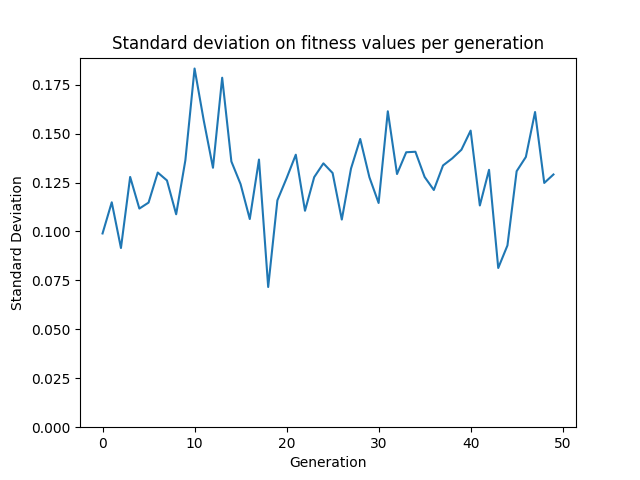 Standard deviation on fitness values per generation
0.175
0.150
0.125
0.100
0.075
0.050
0.025
0.000
Standard Deviation
0 10 20 30 40 50
Generation